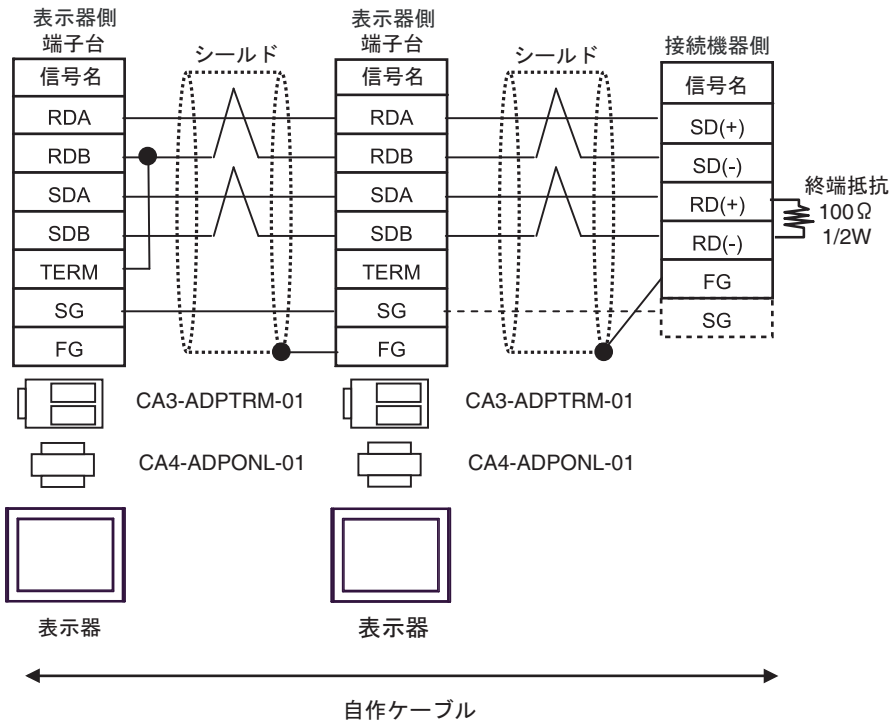 表示器側
端子台
信号名
RDA
RDB
SDA
SDB
TERM
SG
FG
シールド
表示器側
端子台
信号名
RDA
RDB
SDA
SDB
TERM
SG
FG
シールド
接続機器側
信号名
SD(+)
SD(-)
RD(+)
RD(-)
FG
SG
終端抵抗
100Ω
1/2W
CA3-ADPTRM-01
CA3-ADPTRM-01
CA4-ADPONL-01
CA4-ADPONL-01
表示器
表示器
自作ケーブル